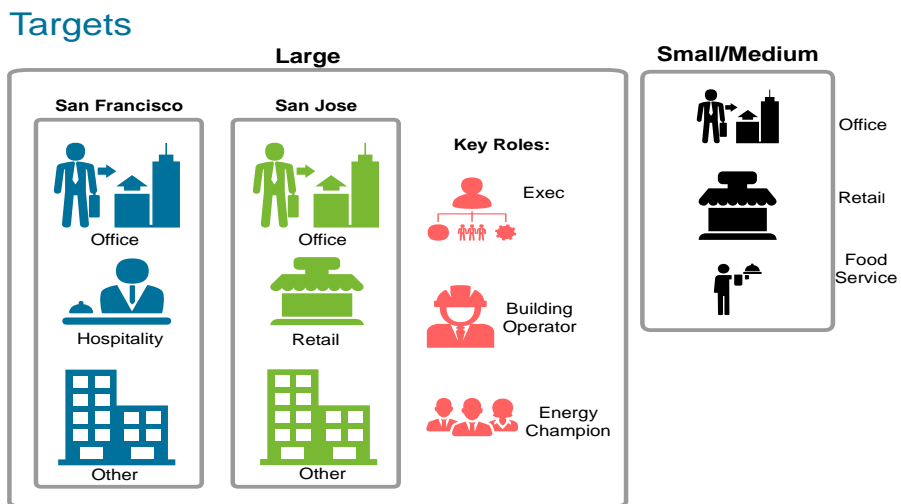 Targets
Large
San Francisco
Office
Hospitality
Other
San Jose
Office
Retail
Other
Key Roles:
Exec
Building
Operator
Energy
Champion
Small/Medium
Office
Retail
Food
Service